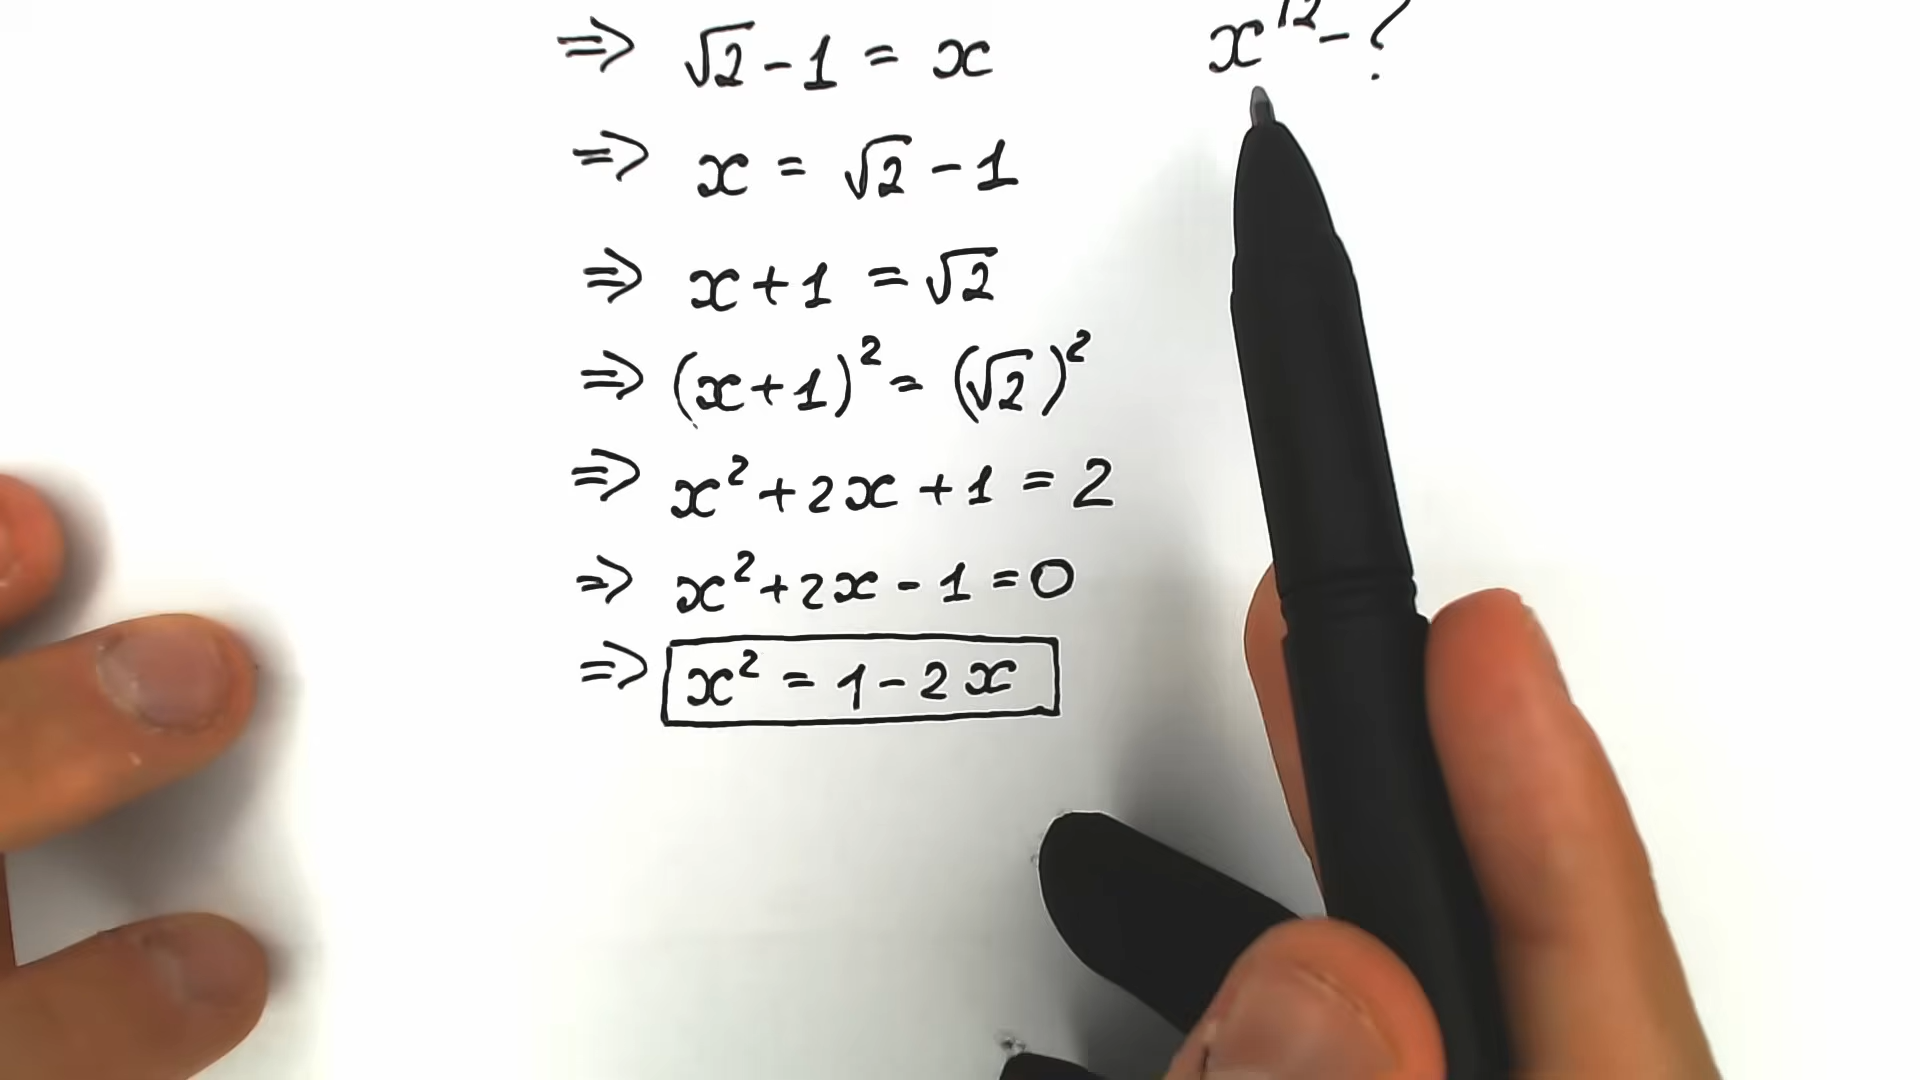 ⇒ √2 - 1 = x
x¹² - ?
⇒ x = √2 - 1
⇒ x + 1 = √2
⇒ (x + 1)² = (√2)²
⇒ x² + 2x + 1 = 2
⇒ x² + 2x - 1 = 0
⇒ x² = 1 - 2x